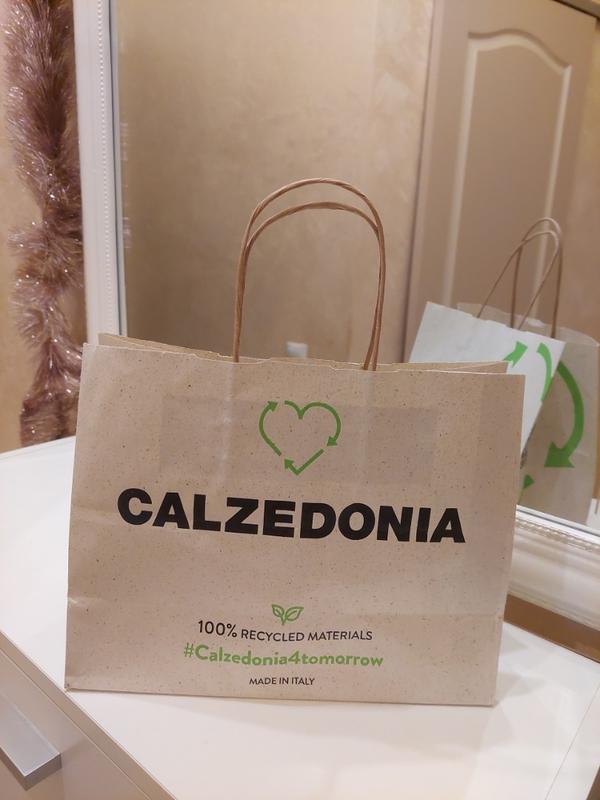 CALZEDONIA
100% RECYCLED MATERIALS
#Calzedonia4tomorrow
MADE IN ITALY